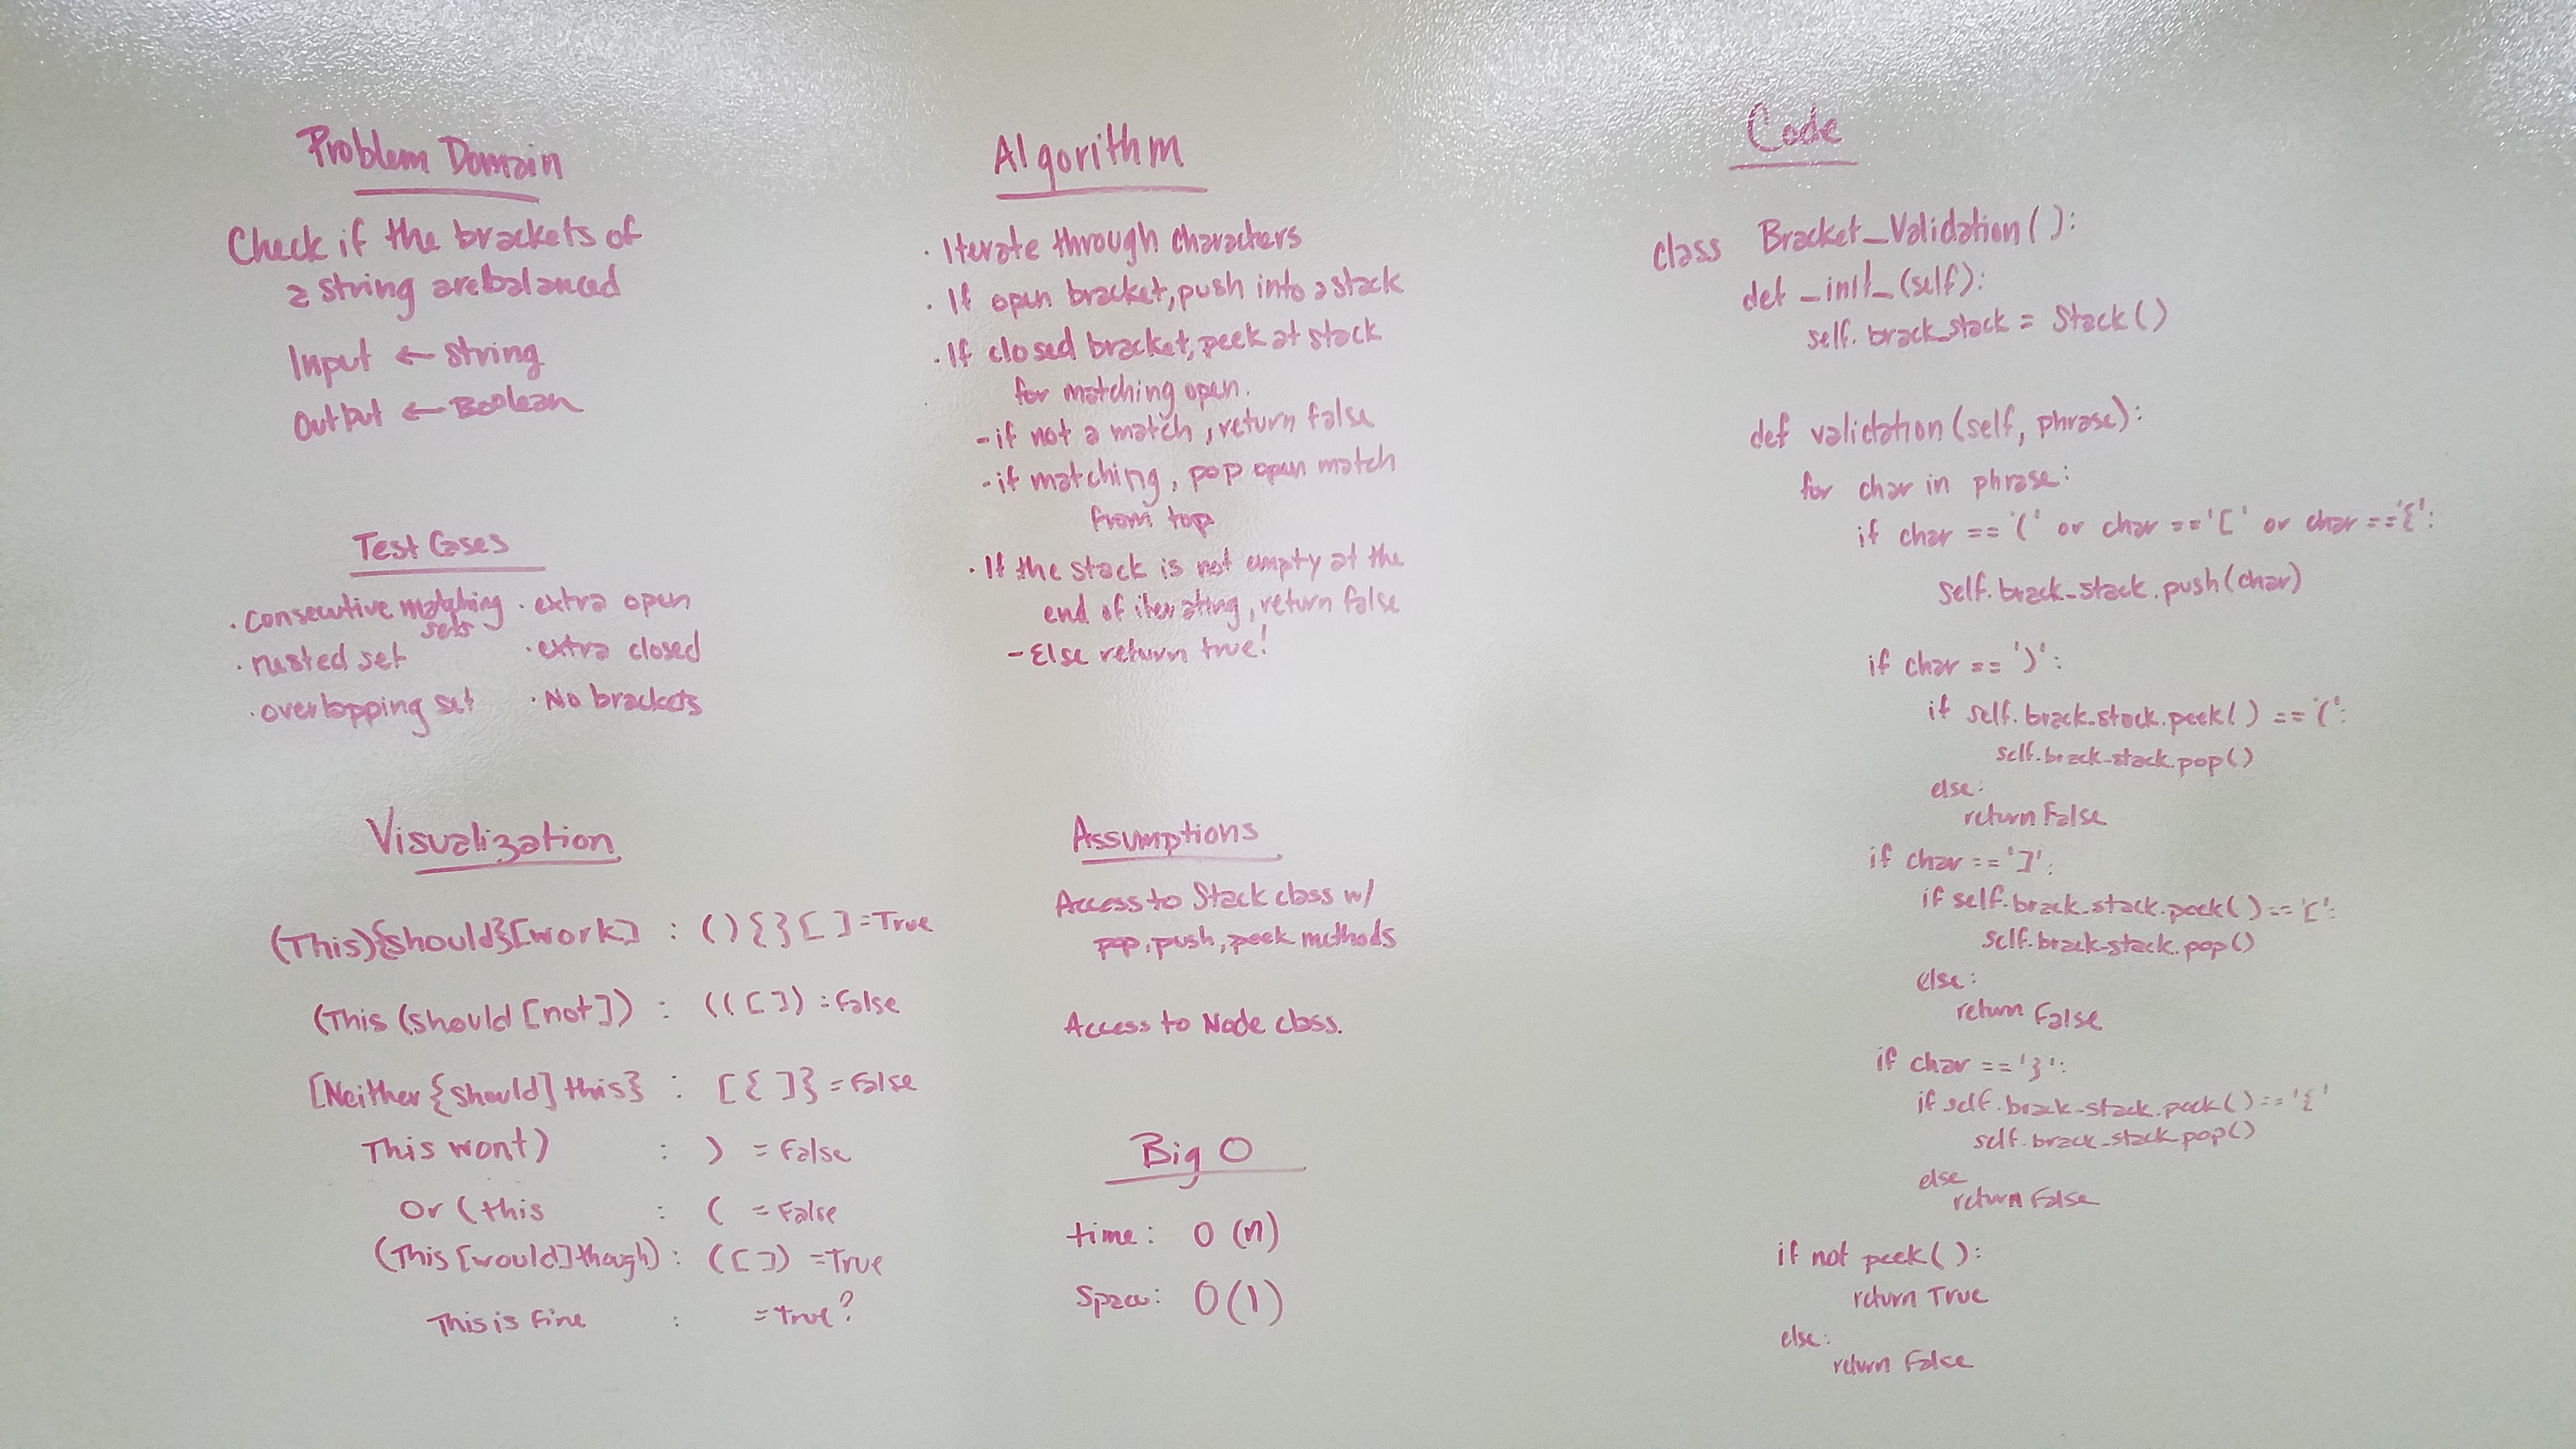 Problem Domain
Check if the brackets of
a string are balanced
Input ← string
Output ← Boolean
Test Cases
· consecutive matching sets
· nested set
· overlapping set
· extra open
· extra closed
· No brackets
Visualization
(This){should}[work] : (){}[] = True
(This (should [not]) : (([]) = False
[Neither {should] this} : [{]} = False
This wont) : ) = False
Or (this : ( = False
(This [would] though) : ([]) = True
This is fine : = true?
Algorithm
· Iterate through characters
· If open bracket, push into a stack
· If closed bracket, peek at stack
for matching open.
- if not a match, return false
- if matching, pop open match
from top
· If the stack is not empty at the
end of iterating, return false
- Else return true!
Assumptions
Access to Stack class w/
pop, push, peek methods
Access to Node class.
Big O
time: O(n)
Space: O(1)
Code
class Bracket_Validation():
def _init_(self):
self.brack_stack = Stack()
def validation(self, phrase):
for char in phrase:
if char == '(' or char == '[' or char == '{':
self.brack_stack.push(char)
if char == ')':
if self.brack_stack.peek() == '(':
self.brack_stack.pop()
else:
return False
if char == ']':
if self.brack_stack.peek() == '[':
self.brack_stack.pop()
else:
return False
if char == '}':
if self.brack_stack.peek() == '{'
self.brack_stack.pop()
else
return False
if not peek():
return True
else:
return False